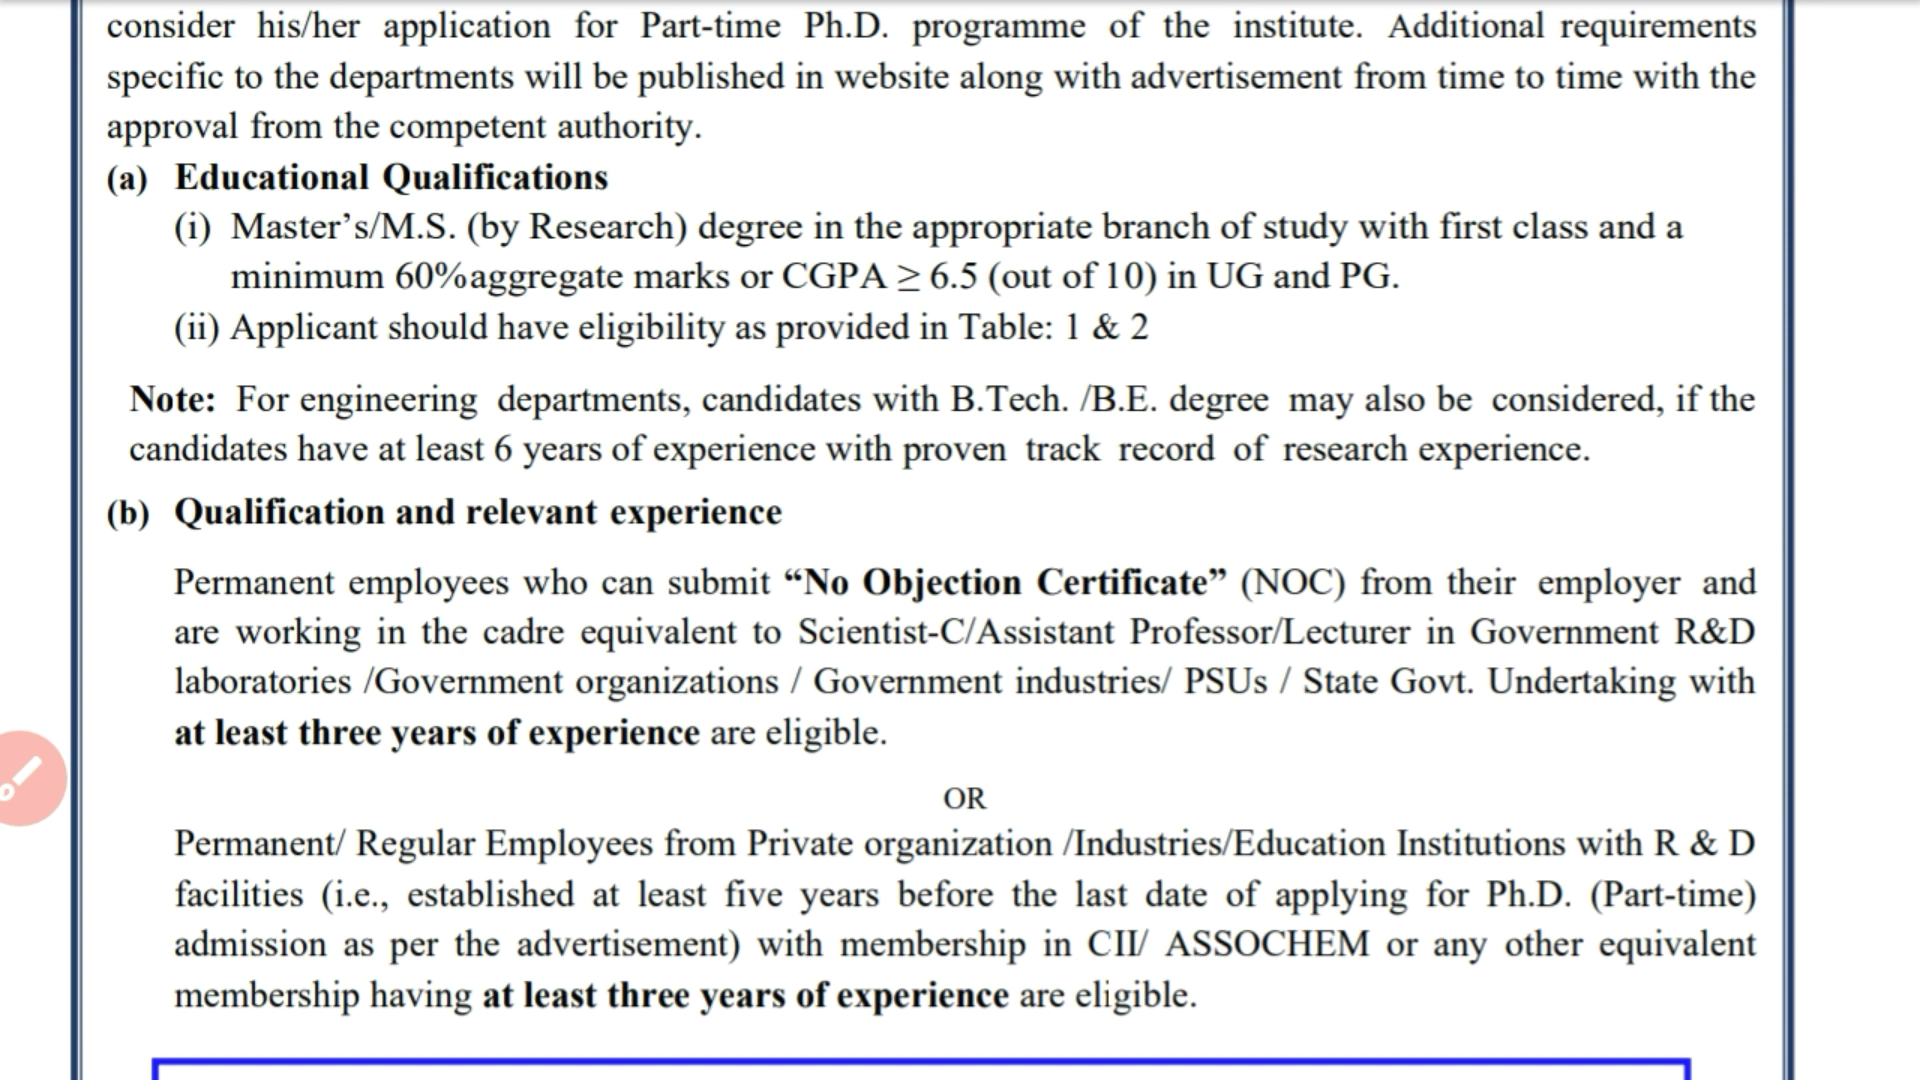 consider his/her application for Part-time Ph.D. programme of the institute. Additional requirements
specific to the departments will be published in website along with advertisement from time to time with the
approval from the competent authority.
(a) Educational Qualifications
(i) Master’s/M.S. (by Research) degree in the appropriate branch of study with first class and a
minimum 60%aggregate marks or CGPA ≥ 6.5 (out of 10) in UG and PG.
(ii) Applicant should have eligibility as provided in Table: 1 & 2
Note: For engineering departments, candidates with B.Tech. /B.E. degree may also be considered, if the
candidates have at least 6 years of experience with proven track record of research experience.
(b) Qualification and relevant experience
Permanent employees who can submit “No Objection Certificate” (NOC) from their employer and
are working in the cadre equivalent to Scientist-C/Assistant Professor/Lecturer in Government R&D
laboratories /Government organizations / Government industries/ PSUs / State Govt. Undertaking with
at least three years of experience are eligible.
OR
Permanent/ Regular Employees from Private organization /Industries/Education Institutions with R & D
facilities (i.e., established at least five years before the last date of applying for Ph.D. (Part-time)
admission as per the advertisement) with membership in CII/ ASSOCHEM or any other equivalent
membership having at least three years of experience are eligible.